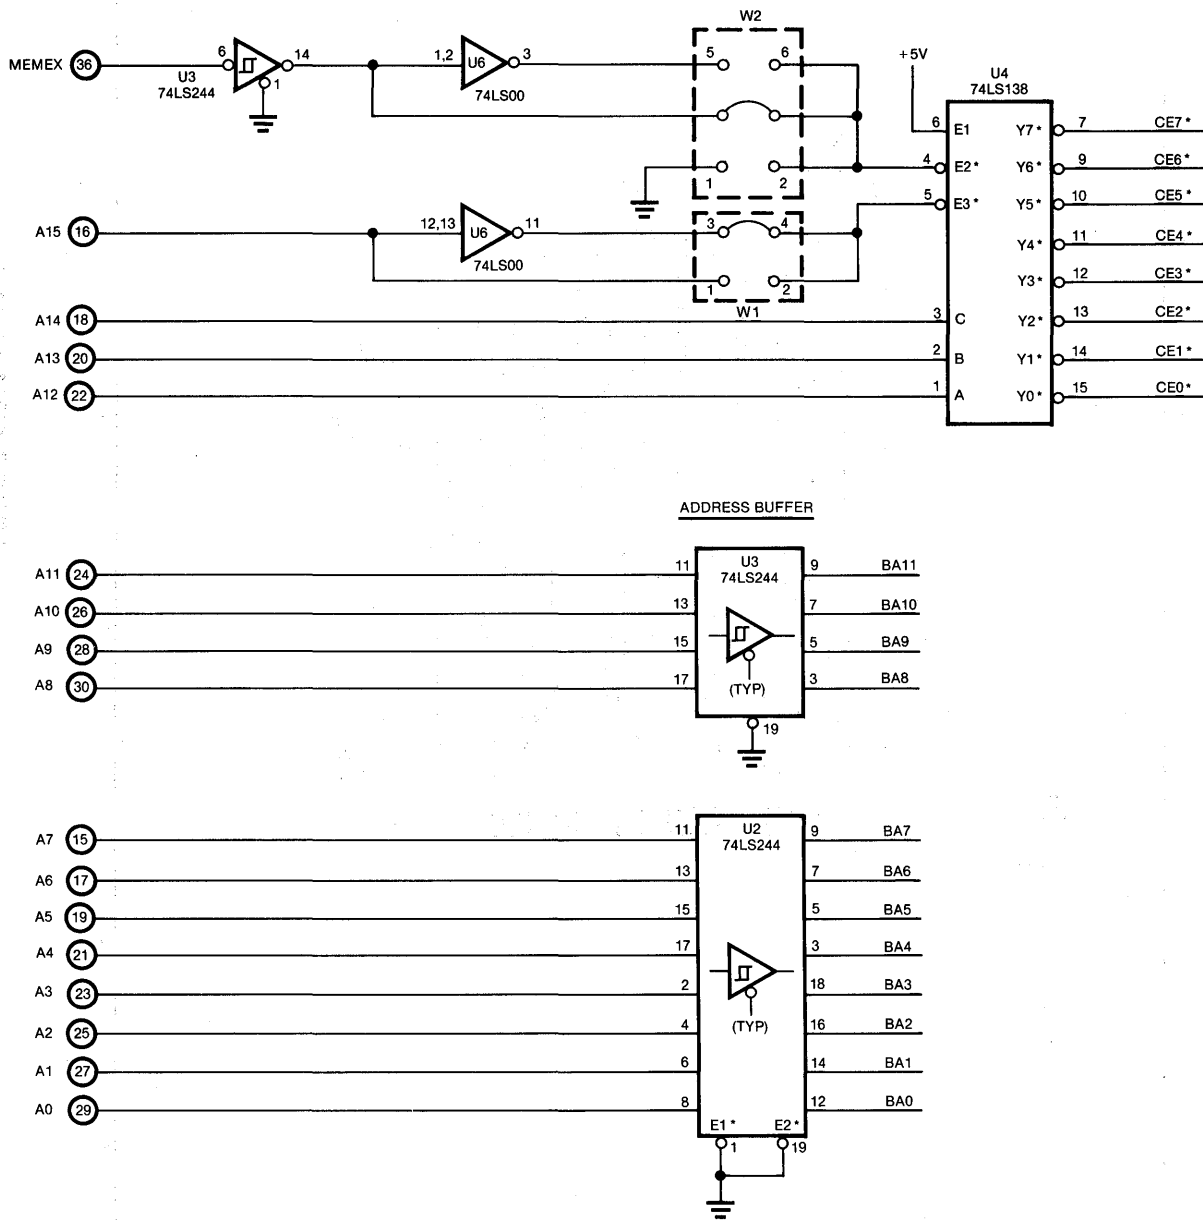 W2
MEMEX 36 6 14 1,2 U6 3 5 6 +5V
U3 1 U4
74LS244 74LS00 74LS138
6 E1 Y7* 7 CE7*
1 2 4 E2* Y6* 9 CE6*
5 E3* Y5* 10 CE5*
A15 16 12,13 U6 11 3 4 Y4* 11 CE4*
74LS00 1 2 Y3* 12 CE3*
W1
A14 18 3 C Y2* 13 CE2*
A13 20 2 B Y1* 14 CE1*
A12 22 1 A Y0* 15 CE0*
ADDRESS BUFFER
U3
74LS244
A11 24 11 9 BA11
A10 26 13 7 BA10
A9 28 15 5 BA9
A8 30 17 3 BA8
(TYP)
19
U2
74LS244
A7 15 11 9 BA7
A6 17 13 7 BA6
A5 19 15 5 BA5
A4 21 17 3 BA4
A3 23 2 18 BA3
(TYP)
A2 25 4 16 BA2
A1 27 6 14 BA1
A0 29 8 12 BA0
E1* E2*
1 19